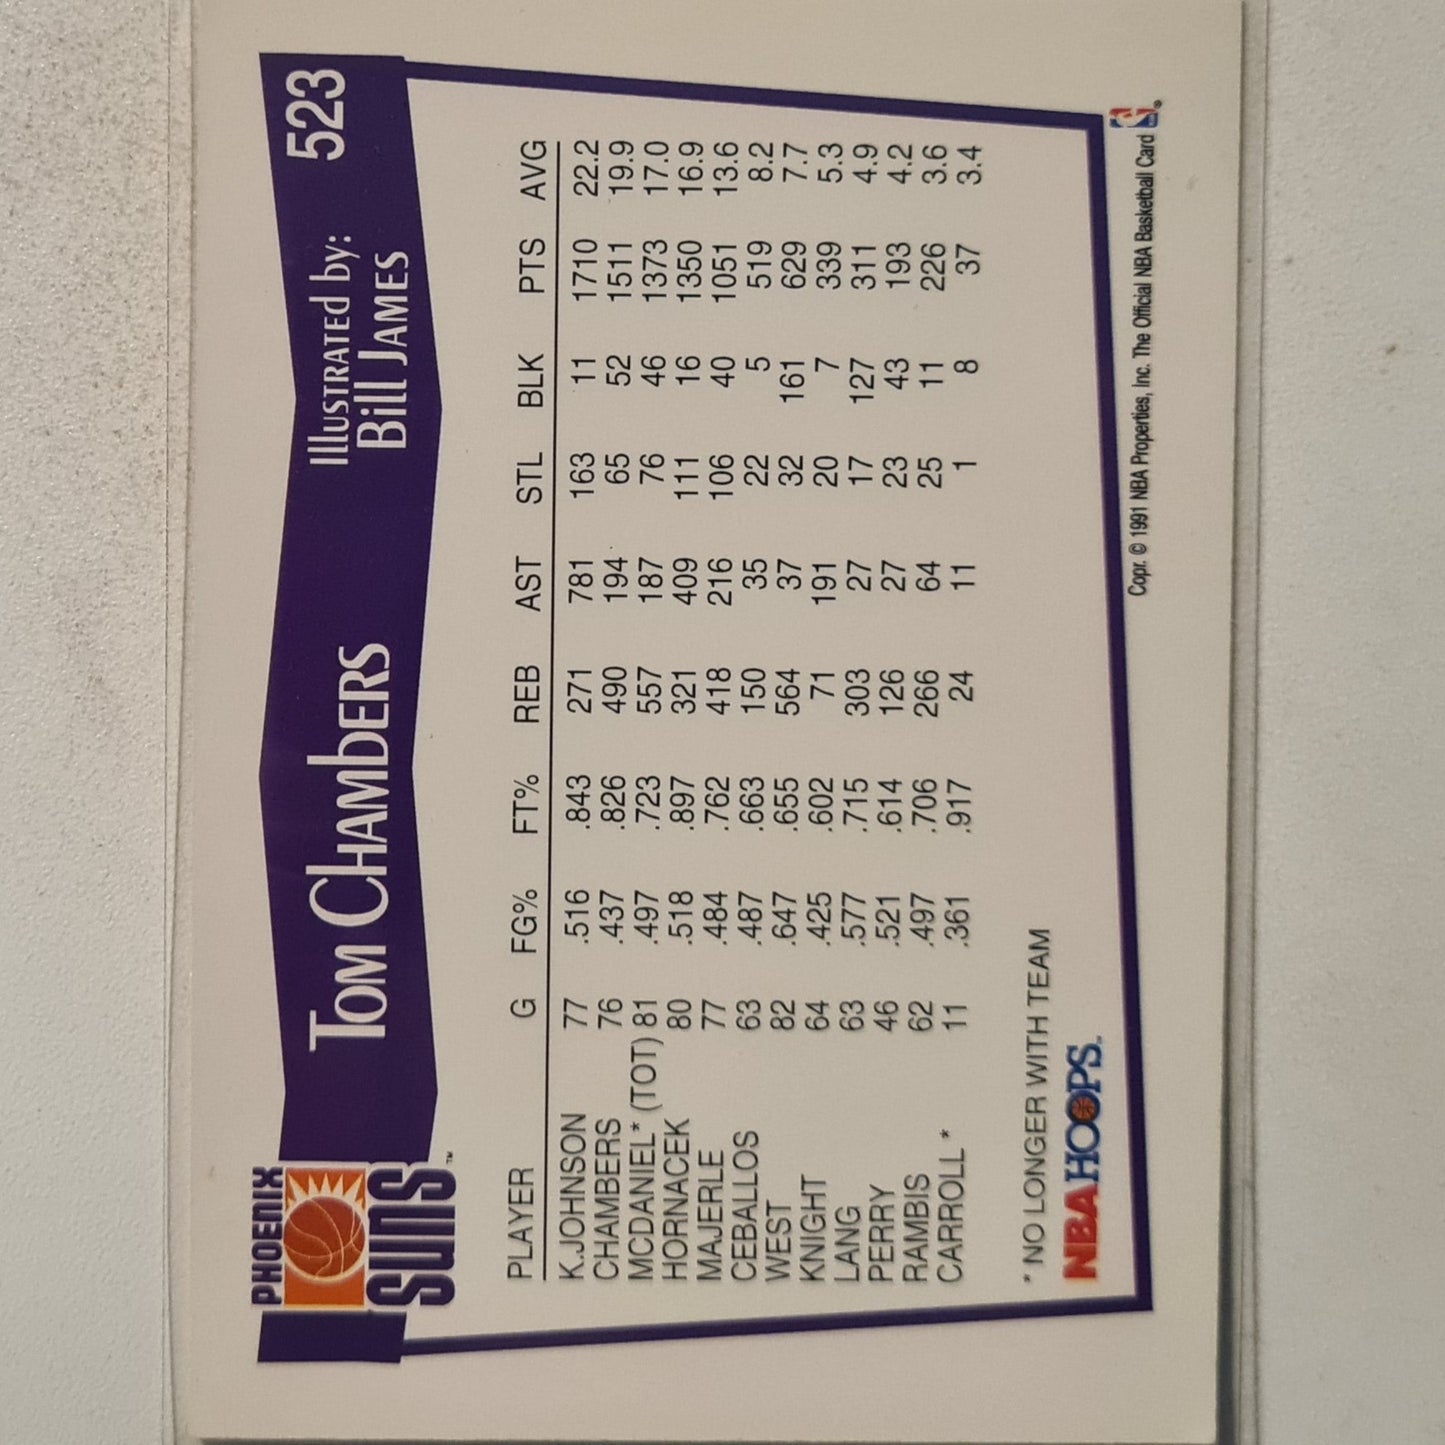 PHOENIX
SUNS™
TOM CHAMBERS
Illustrated by:
Bill James
523
PLAYER G FG% FT% REB AST STL BLK PTS AVG
K.JOHNSON 77 .516 .843 271 781 163 11 1710 22.2
CHAMBERS 76 .437 .826 490 194 65 52 1511 19.9
MCDANIEL* (TOT) 81 .497 .723 557 187 76 46 1373 17.0
HORNACEK 80 .518 .897 321 409 111 16 1350 16.9
MAJERLE 77 .484 .762 418 216 106 40 1051 13.6
CEBALLOS 63 .487 .663 150 35 22 5 519 8.2
WEST 82 .647 .655 564 37 32 161 629 7.7
KNIGHT 64 .425 .602 71 191 20 7 339 5.3
LANG 63 .577 .715 303 27 17 127 311 4.9
PERRY 46 .521 .614 126 27 23 43 193 4.2
RAMBIS 62 .497 .706 266 64 25 11 226 3.6
CARROLL * 11 .361 .917 24 11 1 8 37 3.4
* NO LONGER WITH TEAM
NBA HOOPS™
Copr. © 1991 NBA Properties, Inc. The Official NBA Basketball Card ®